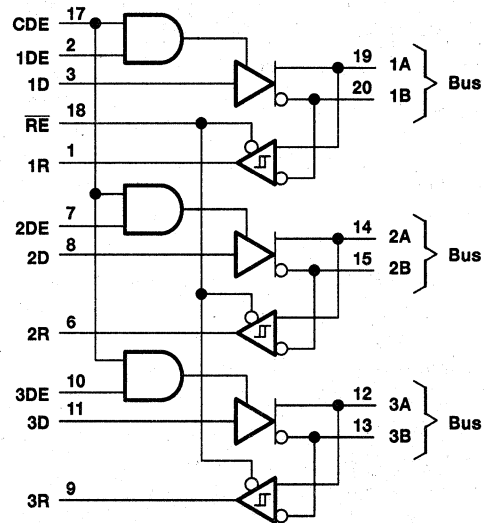 CDE 17
1DE 2
1D 3
RE 18
1R 1
19 1A
20 1B
Bus
2DE 7
2D 8
2R 6
14 2A
15 2B
Bus
3DE 10
3D 11
3R 9
12 3A
13 3B
Bus